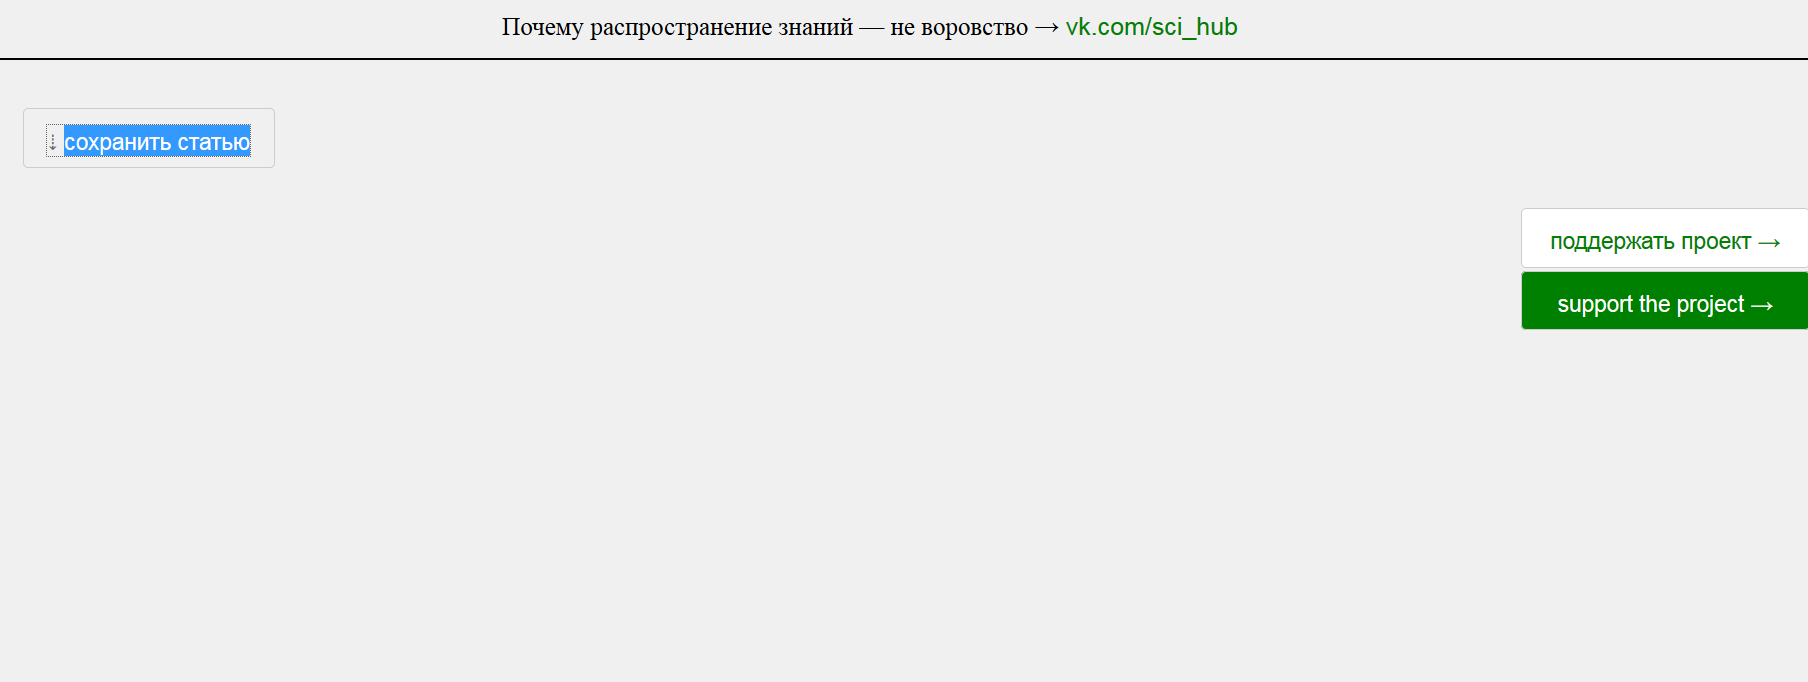 Почему распространение знаний — не воровство → vk.com/sci_hub
⇣ сохранить статью
поддержать проект →
support the project →